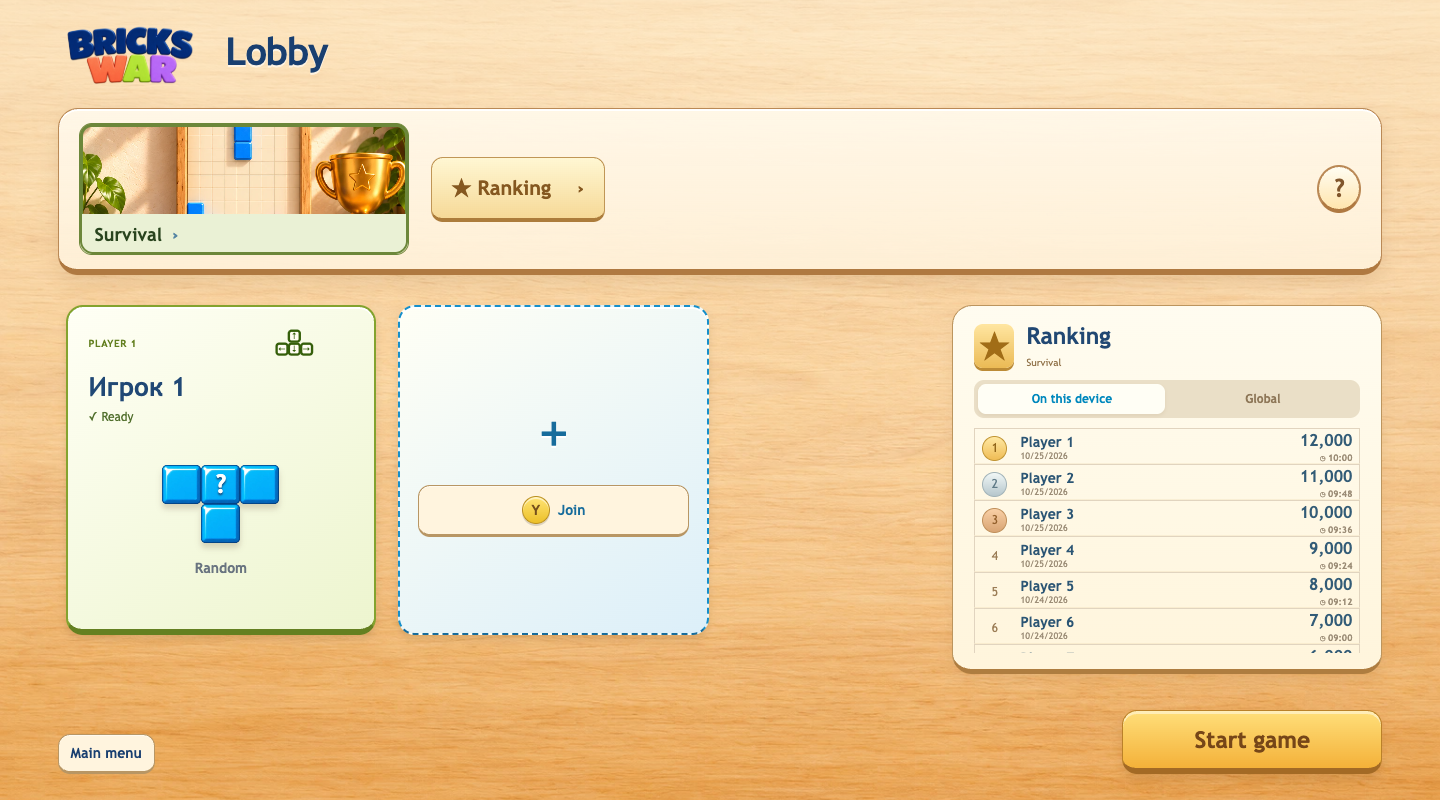 BRICKS
WAR
Lobby
Survival ›
★ Ranking ›
?
PLAYER 1
Игрок 1
✓ Ready
?
Random
+
Y Join
Ranking
Survival
On this device
Global
1 Player 1 12,000
10/25/2026 10:00
2 Player 2 11,000
10/25/2026 09:48
3 Player 3 10,000
10/25/2026 09:36
4 Player 4 9,000
10/25/2026 09:24
5 Player 5 8,000
10/24/2026 09:12
6 Player 6 7,000
10/24/2026 09:00
Main menu
Start game